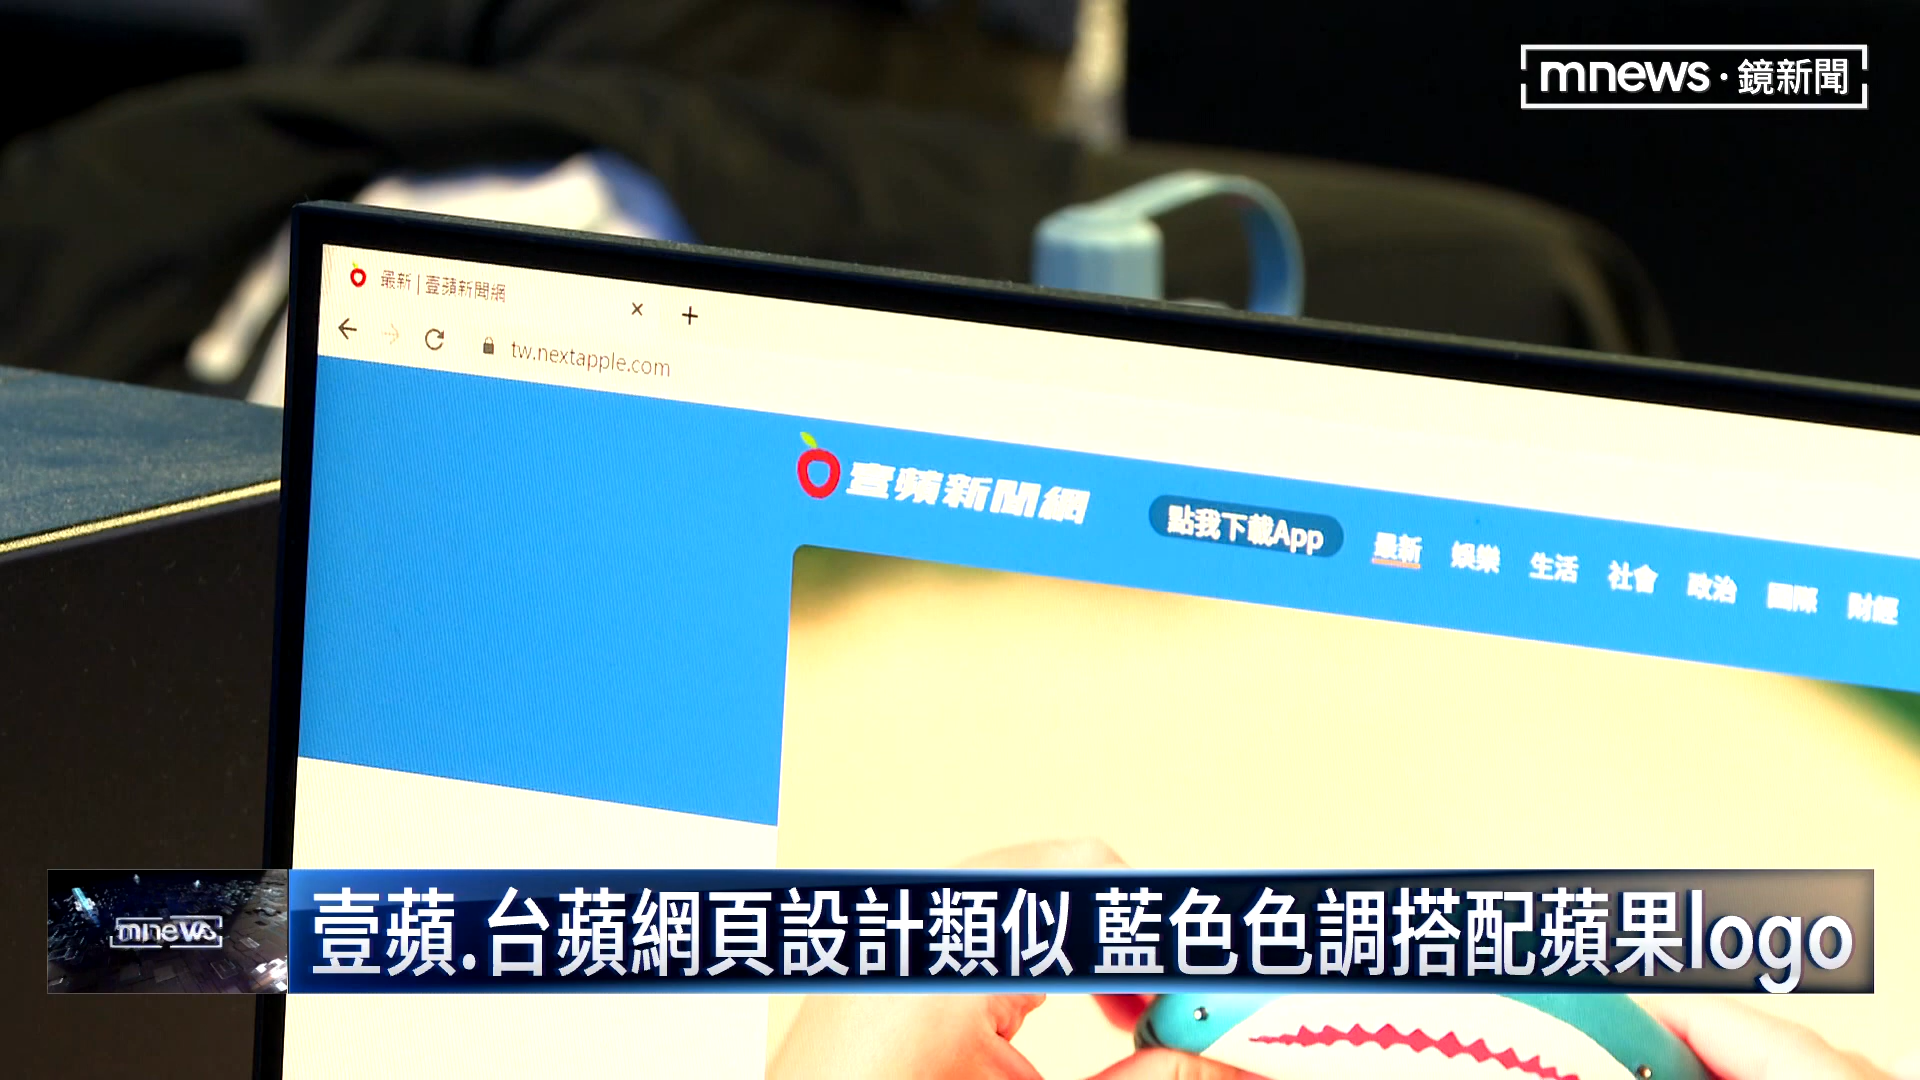 mnews·鏡新聞
最新 | 壹蘋新聞網
tw.nextapple.com
壹蘋新聞網
點我下載App
最新 娛樂 生活 社會 政治 國際 財經
mnews
壹蘋.台蘋網頁設計類似 藍色色調搭配蘋果logo